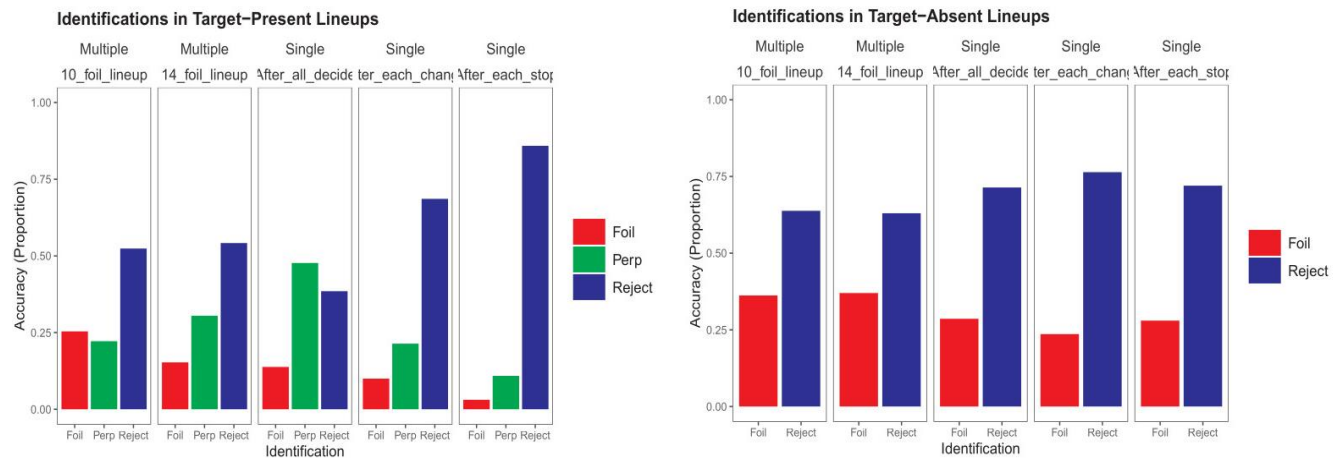 Identifications in Target−Present Lineups
Multiple Multiple Single Single Single
10_foil_lineup 14_foil_lineup After_all_decide ter_each_chang After_each_stop
1.00
0.75
0.50
0.25
0.00
Accuracy (Proportion)
Foil Perp Reject Foil Perp Reject Foil Perp Reject Foil Perp Reject Foil Perp Reject
Identification
Foil
Perp
Reject
Identifications in Target−Absent Lineups
Multiple Multiple Single Single Single
10_foil_lineup 14_foil_lineup After_all_decide ter_each_chang After_each_stop
1.00
0.75
0.50
0.25
0.00
Accuracy (Proportion)
Foil Reject Foil Reject Foil Reject Foil Reject Foil Reject
Identification
Foil
Reject